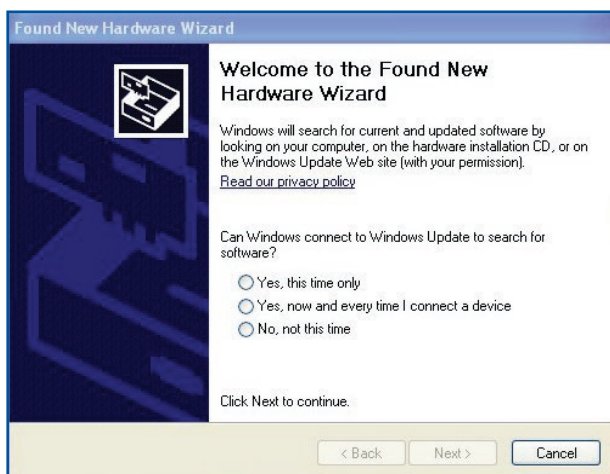 Found New Hardware Wizard
Welcome to the Found New
Hardware Wizard
Windows will search for current and updated software by
looking on your computer, on the hardware installation CD, or on
the Windows Update Web site (with your permission).
Read our privacy policy
Can Windows connect to Windows Update to search for
software?
Yes, this time only
Yes, now and every time I connect a device
No, not this time
Click Next to continue.
< Back
Next >
Cancel